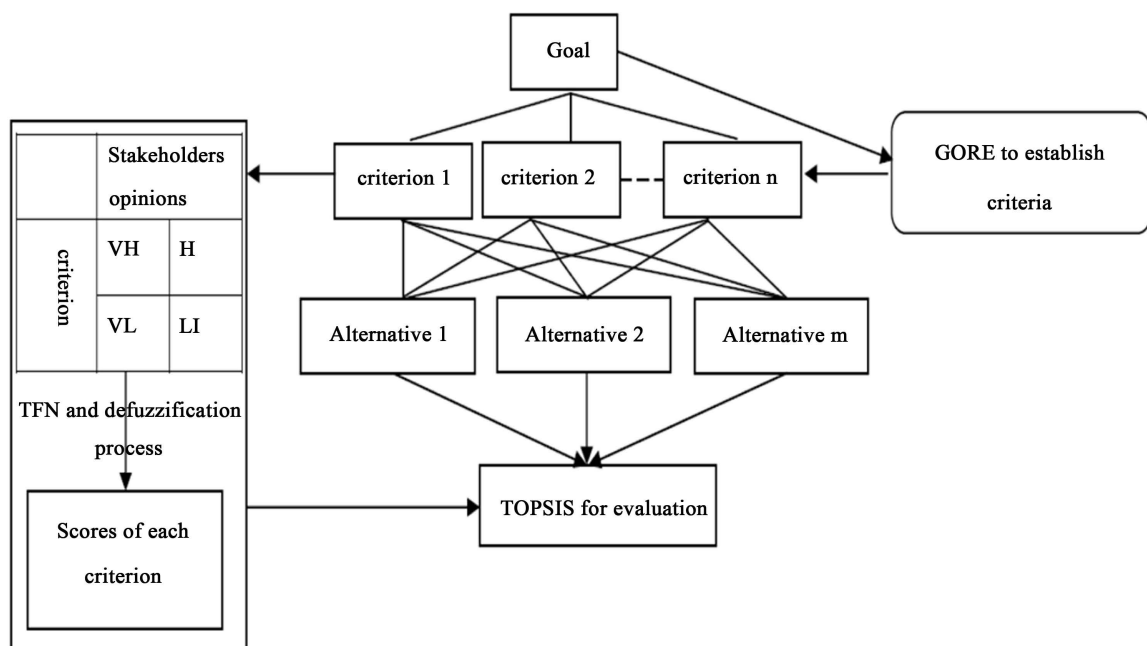 Goal
GORE to establish
criteria
Stakeholders
opinions
criterion 1
criterion 2
criterion n
criterion
VH
H
VL
LI
Alternative 1
Alternative 2
Alternative m
TFN and defuzzification
process
TOPSIS for evaluation
Scores of each
criterion